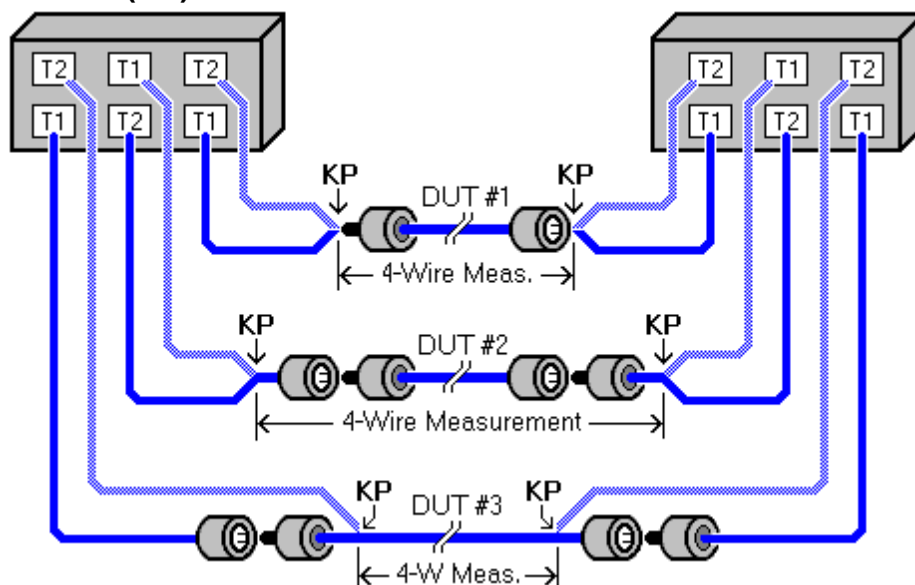 T2 T1 T2 T2 T1 T2
T1 T2 T1 T1 T2 T1
KP DUT #1 KP
4-Wire Meas.
KP DUT #2 KP
4-Wire Measurement
KP DUT #3 KP
4-W Meas.